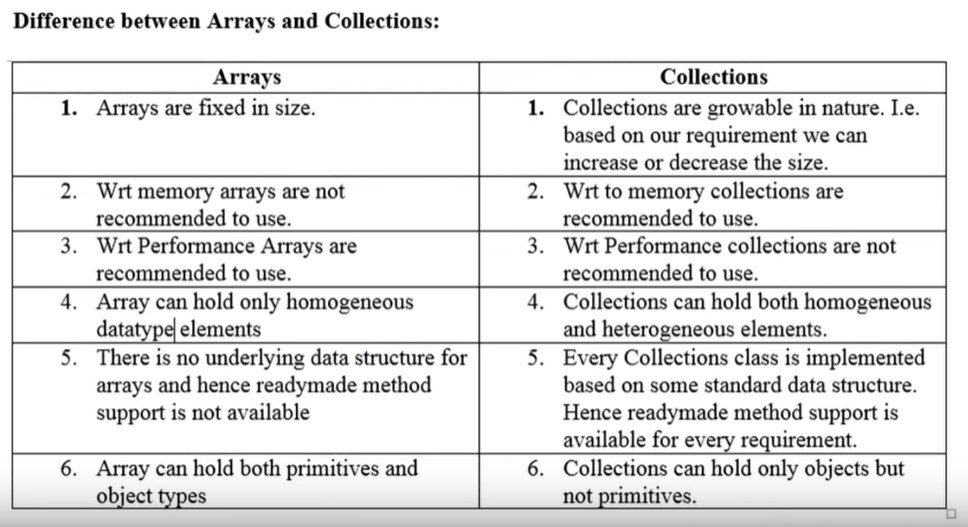 Difference between Arrays and Collections:
Arrays
Collections
1. Arrays are fixed in size.
1. Collections are growable in nature. I.e.
based on our requirement we can
increase or decrease the size.
2. Wrt memory arrays are not
recommended to use.
2. Wrt to memory collections are
recommended to use.
3. Wrt Performance Arrays are
recommended to use.
3. Wrt Performance collections are not
recommended to use.
4. Array can hold only homogeneous
datatype elements
4. Collections can hold both homogeneous
and heterogeneous elements.
5. There is no underlying data structure for
arrays and hence readymade method
support is not available
5. Every Collections class is implemented
based on some standard data structure.
Hence readymade method support is
available for every requirement.
6. Array can hold both primitives and
object types
6. Collections can hold only objects but
not primitives.